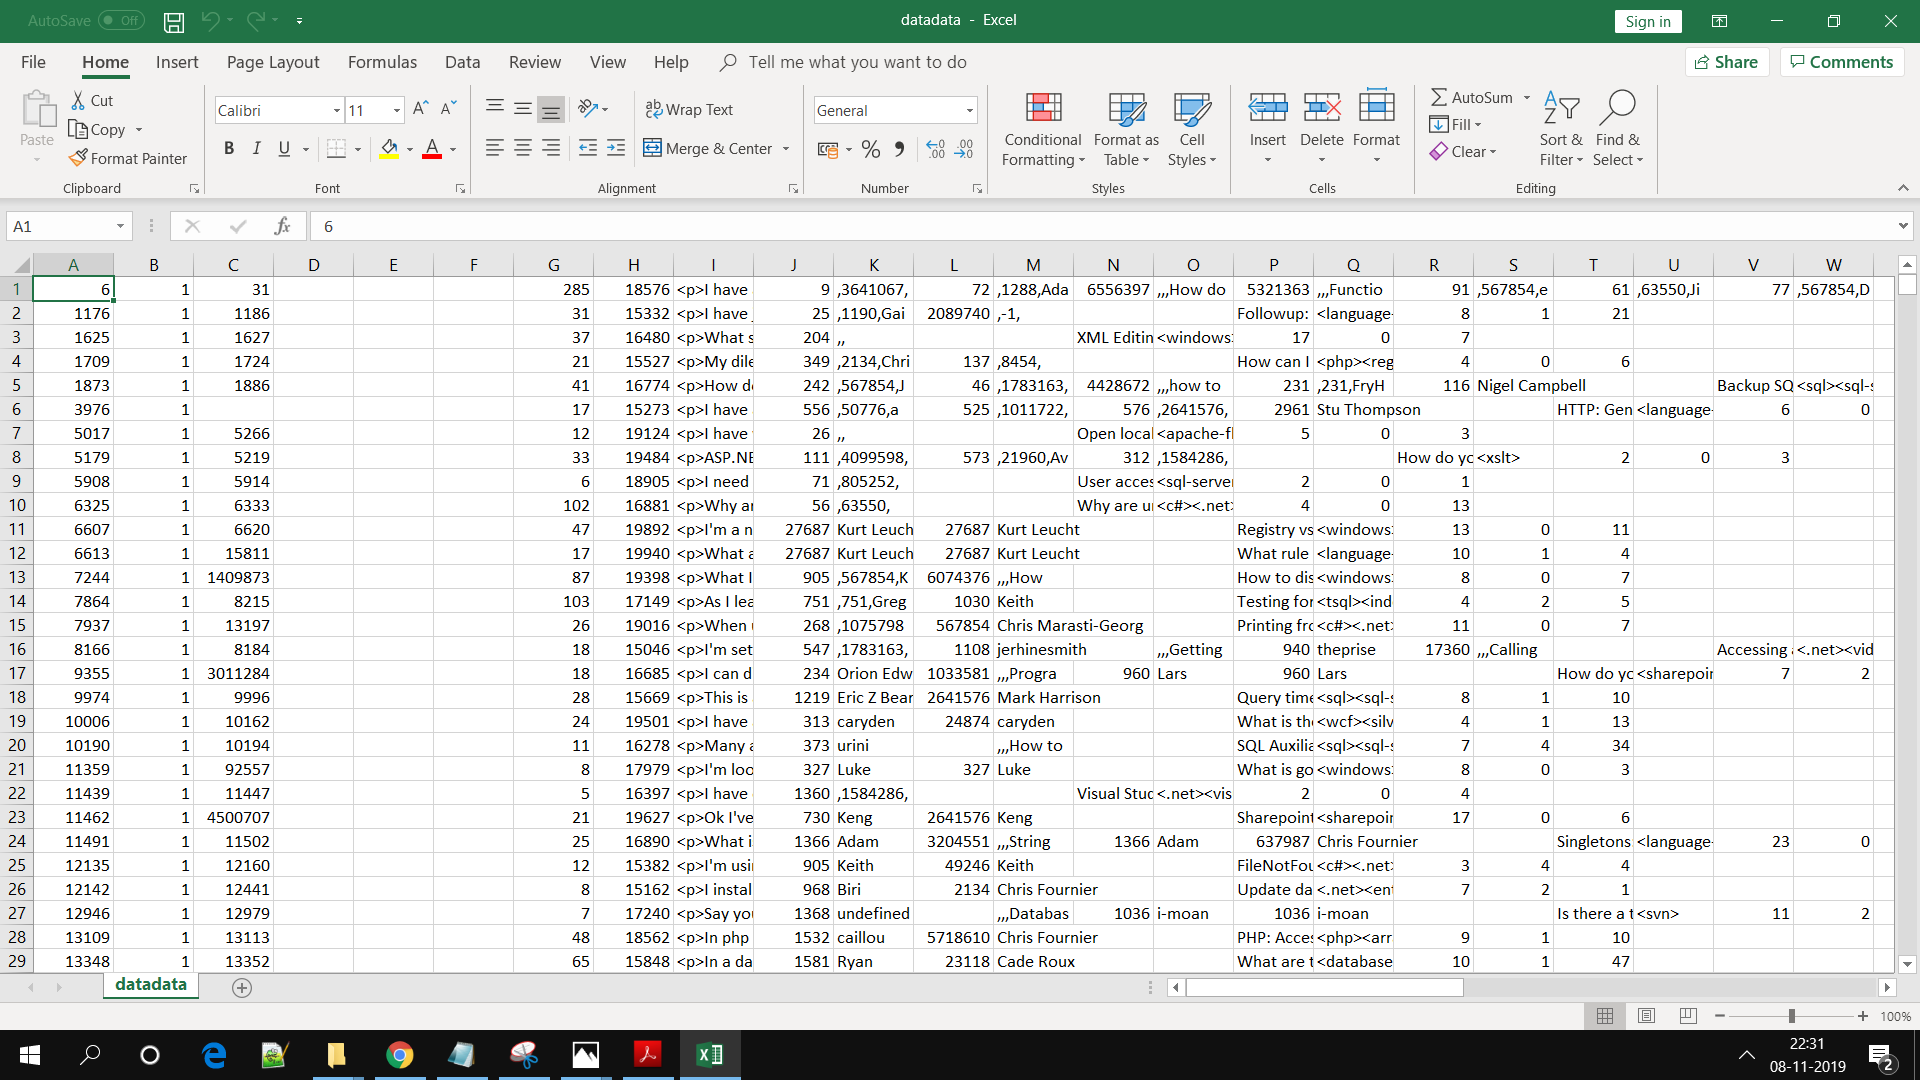 AutoSave Off
datadata - Excel
Sign in
File Home Insert Page Layout Formulas Data Review View Help Tell me what you want to do Share Comments
Paste Cut Copy Format Painter Clipboard
Calibri 11 B I U Font
Wrap Text Merge & Center Alignment
General % Number
Conditional Formatting Format as Table Cell Styles Styles
Insert Delete Format Cells
AutoSum Fill Clear Sort & Filter Find & Select Editing
A1 fx 6
A B C D E F G H I J K L M N O P Q R S T U V W
1 6 1 31 285 18576 <p>I have 9 ,3641067, 72 ,1288,Ada 6556397 ,,,How do 5321363 ,,,Functio 91 ,567854,e 61 ,63550,Ji 77 ,567854,D
2 1176 1 1186 31 15332 <p>I have 25 ,1190,Gai 2089740 ,-1, Followup: <language- 8 1 21
3 1625 1 1627 37 16480 <p>What s 204 ,, XML Editin <windows> 17 0 7
4 1709 1 1724 21 15527 <p>My dile 349 ,2134,Chri 137 ,8454, How can I <php><reg 4 0 6
5 1873 1 1886 41 16774 <p>How d 242 ,567854,J 46 ,1783163, 4428672 ,,,how to 231 ,231,FryH 116 Nigel Campbell Backup SQ <sql><sql-s
6 3976 1 17 15273 <p>I have 556 ,50776,a 525 ,1011722, 576 ,2641576, 2961 Stu Thompson HTTP: Gen <language- 6 0
7 5017 1 5266 12 19124 <p>I have 26 ,, Open local <apache-fl 5 0 3
8 5179 1 5219 33 19484 <p>ASP.NE 111 ,4099598, 573 ,21960,Av 312 ,1584286, How do yo <xslt> 2 0 3
9 5908 1 5914 6 18905 <p>I need 71 ,805252, User acces <sql-server 2 0 1
10 6325 1 6333 102 16881 <p>Why ar 56 ,63550, Why are u <c#><.net> 4 0 13
11 6607 1 6620 47 19892 <p>I'm a n 27687 Kurt Leuch 27687 Kurt Leucht Registry vs <windows> 13 0 11
12 6613 1 15811 17 19940 <p>What a 27687 Kurt Leuch 27687 Kurt Leucht What rule <language- 10 1 4
13 7244 1 1409873 87 19398 <p>What I 905 ,567854,K 6074376 ,,,How How to dis <windows> 8 0 7
14 7864 1 8215 103 17149 <p>As I lea 751 ,751,Greg 1030 Keith Testing for <tsql><ind 4 2 5
15 7937 1 13197 26 19016 <p>When 268 ,1075798 567854 Chris Marasti-Georg Printing fro <c#><.net> 11 0 7
16 8166 1 8184 18 15046 <p>I'm set 547 ,1783163, 1108 jerhinesmith ,,,Getting 940 theprise 17360 ,,,Calling Accessing <.net><vid
17 9355 1 3011284 18 16685 <p>I can d 234 Orion Edw 1033581 ,,,Progra 960 Lars 960 Lars How do yo <sharepoin 7 2
18 9974 1 9996 28 15669 <p>This is 1219 Eric Z Bear 2641576 Mark Harrison Query time <sql><sql-s 8 1 10
19 10006 1 10162 24 19501 <p>I have 313 caryden 24874 caryden What is the <wcf><silv 4 1 13
20 10190 1 10194 11 16278 <p>Many a 373 urini ,,,How to SQL Auxilia <sql><sql-s 7 4 34
21 11359 1 92557 8 17979 <p>I'm loo 327 Luke 327 Luke What is go <windows> 8 0 3
22 11439 1 11447 5 16397 <p>I have 1360 ,1584286, Visual Stud <.net><vis 2 0 4
23 11462 1 4500707 21 19627 <p>Ok I've 730 Keng 2641576 Keng Sharepoint <sharepoin 17 0 6
24 11491 1 11502 25 16890 <p>What i 1366 Adam 3204551 ,,,String 1366 Adam 637987 Chris Fournier Singletons <language- 23 0
25 12135 1 12160 12 15382 <p>I'm usi 905 Keith 49246 Keith FileNotFou <c#><.net> 3 4 4
26 12142 1 12441 8 15162 <p>I instal 968 Biri 2134 Chris Fournier Update da <.net><ent 7 2 1
27 12946 1 12979 7 17240 <p>Say you 1368 undefined ,,,Databas 1036 i-moan 1036 i-moan Is there a t <svn> 11 2
28 13109 1 13113 48 18562 <p>In php 1532 caillou 5718610 Chris Fournier PHP: Acces <php><arr 9 1 10
29 13348 1 13352 65 15848 <p>In a da 1581 Ryan 23118 Cade Roux What are t <database 10 1 47
datadata
100%
22:31
08-11-2019
2